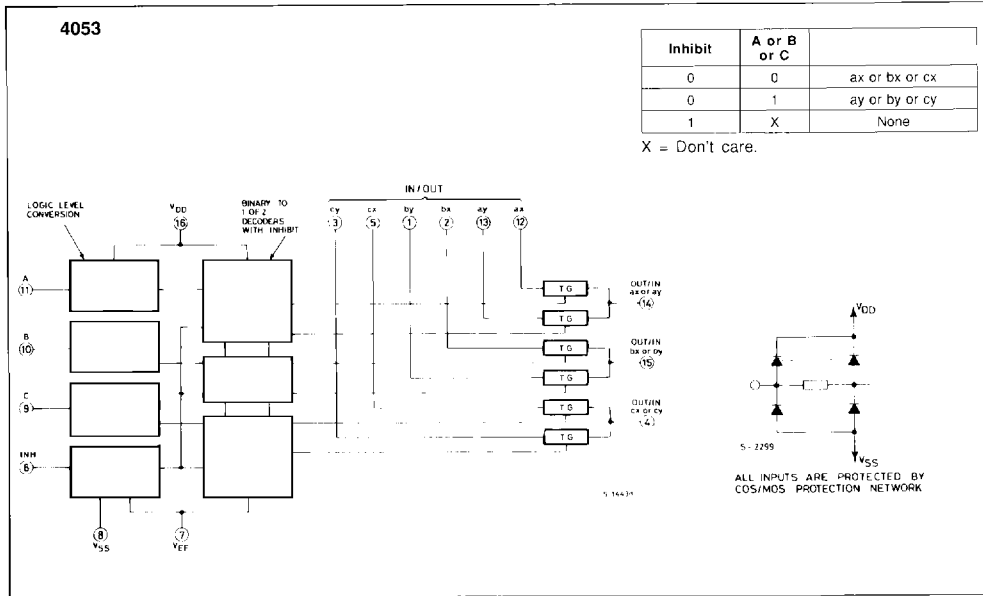 4053
Inhibit | A or B or C |
0 | 0 | ax or bx or cx
0 | 1 | ay or by or cy
1 | X | None
X = Don't care.
IN/OUT
LOGIC LEVEL
CONVERSION
VDD
16
BINARY TO
1 OF 2
DECODERS
WITH INHIBIT
cy cx by bx ay ax
3 5 1 2 13 12
A
11
B
10
C
9
INH
6
8
VSS
7
VEF
TG
TG
TG
TG
TG
TG
OUT/IN
ax or ay
14
OUT/IN
bx or by
15
OUT/IN
cx or cy
4
VDD
S-2299
VSS
ALL INPUTS ARE PROTECTED BY
COS/MOS PROTECTION NETWORK